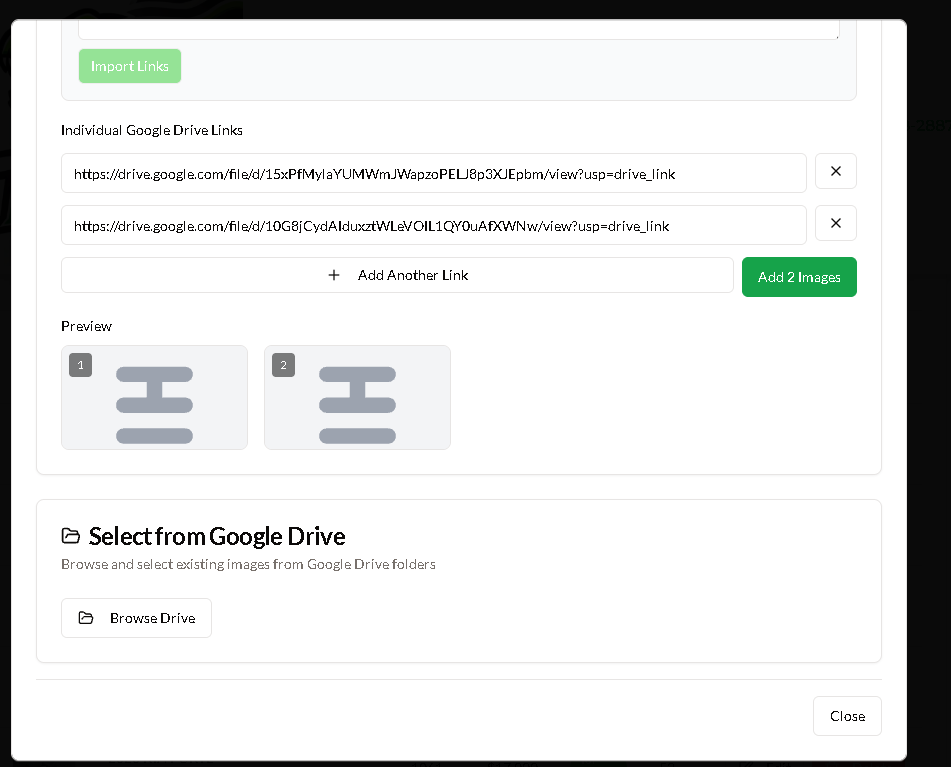 Import Links
Individual Google Drive Links
https://drive.google.com/file/d/15xPfMylaYUMWmJWapzoPELJ8p3XJEpbm/view?usp=drive_link
https://drive.google.com/file/d/10G8jCydAIduxztWLeVOIL1QY0uAfXWNw/view?usp=drive_link
Add Another Link
Add 2 Images
Preview
1
2
Select from Google Drive
Browse and select existing images from Google Drive folders
Browse Drive
Close